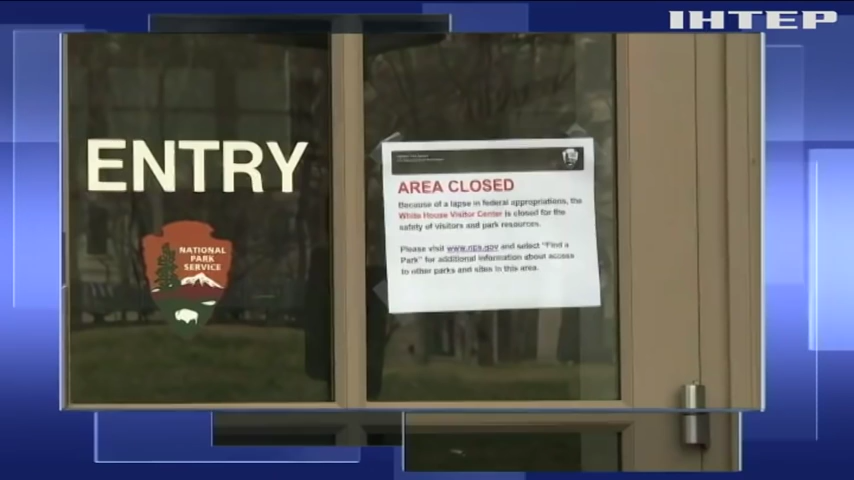 ІНТЕР
ENTRY
NATIONAL
PARK
SERVICE
AREA CLOSED
Because of a lapse in federal appropriations, the
White House Visitor Center is closed for the
safety of visitors and park resources.
Please visit www.nps.gov and select "Find a
Park" for additional information about access
to other parks and sites in this area.